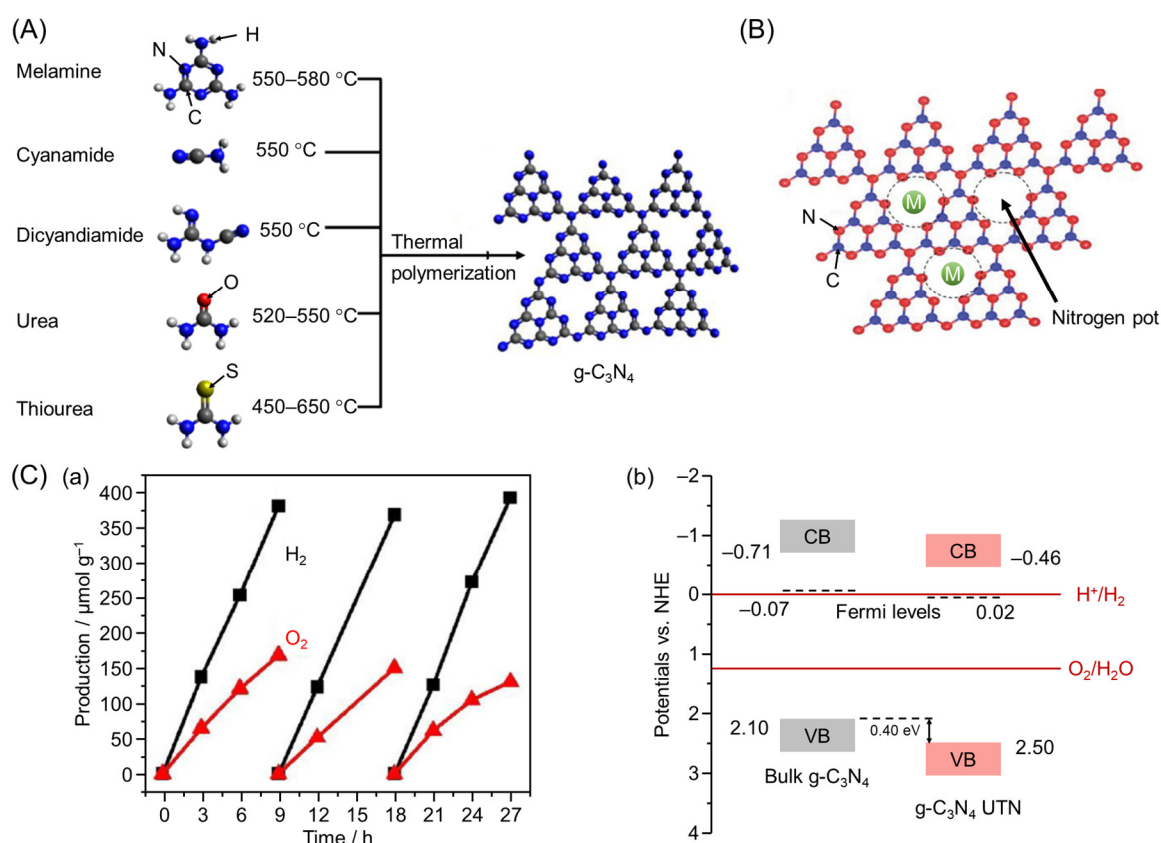 (A)
H
N
Melamine
550–580 °C
C
Cyanamide
550 °C
Dicyandiamide
550 °C
Thermal
polymerization
O
Urea
520–550 °C
S
Thiourea
450–650 °C
g-C₃N₄
(B)
M
N
C
M
Nitrogen pot
(C) (a)
400
350
300
250
200
150
100
50
0
Production / μmol g⁻¹
H₂
O₂
0 3 6 9 12 15 18 21 24 27
Time / h
(b)
−2
−1
0
1
2
3
4
Potentials vs. NHE
CB
−0.71
CB
−0.46
H⁺/H₂
−0.07
Fermi levels
0.02
O₂/H₂O
2.10
VB
0.40 eV
VB
2.50
Bulk g-C₃N₄
g-C₃N₄ UTN